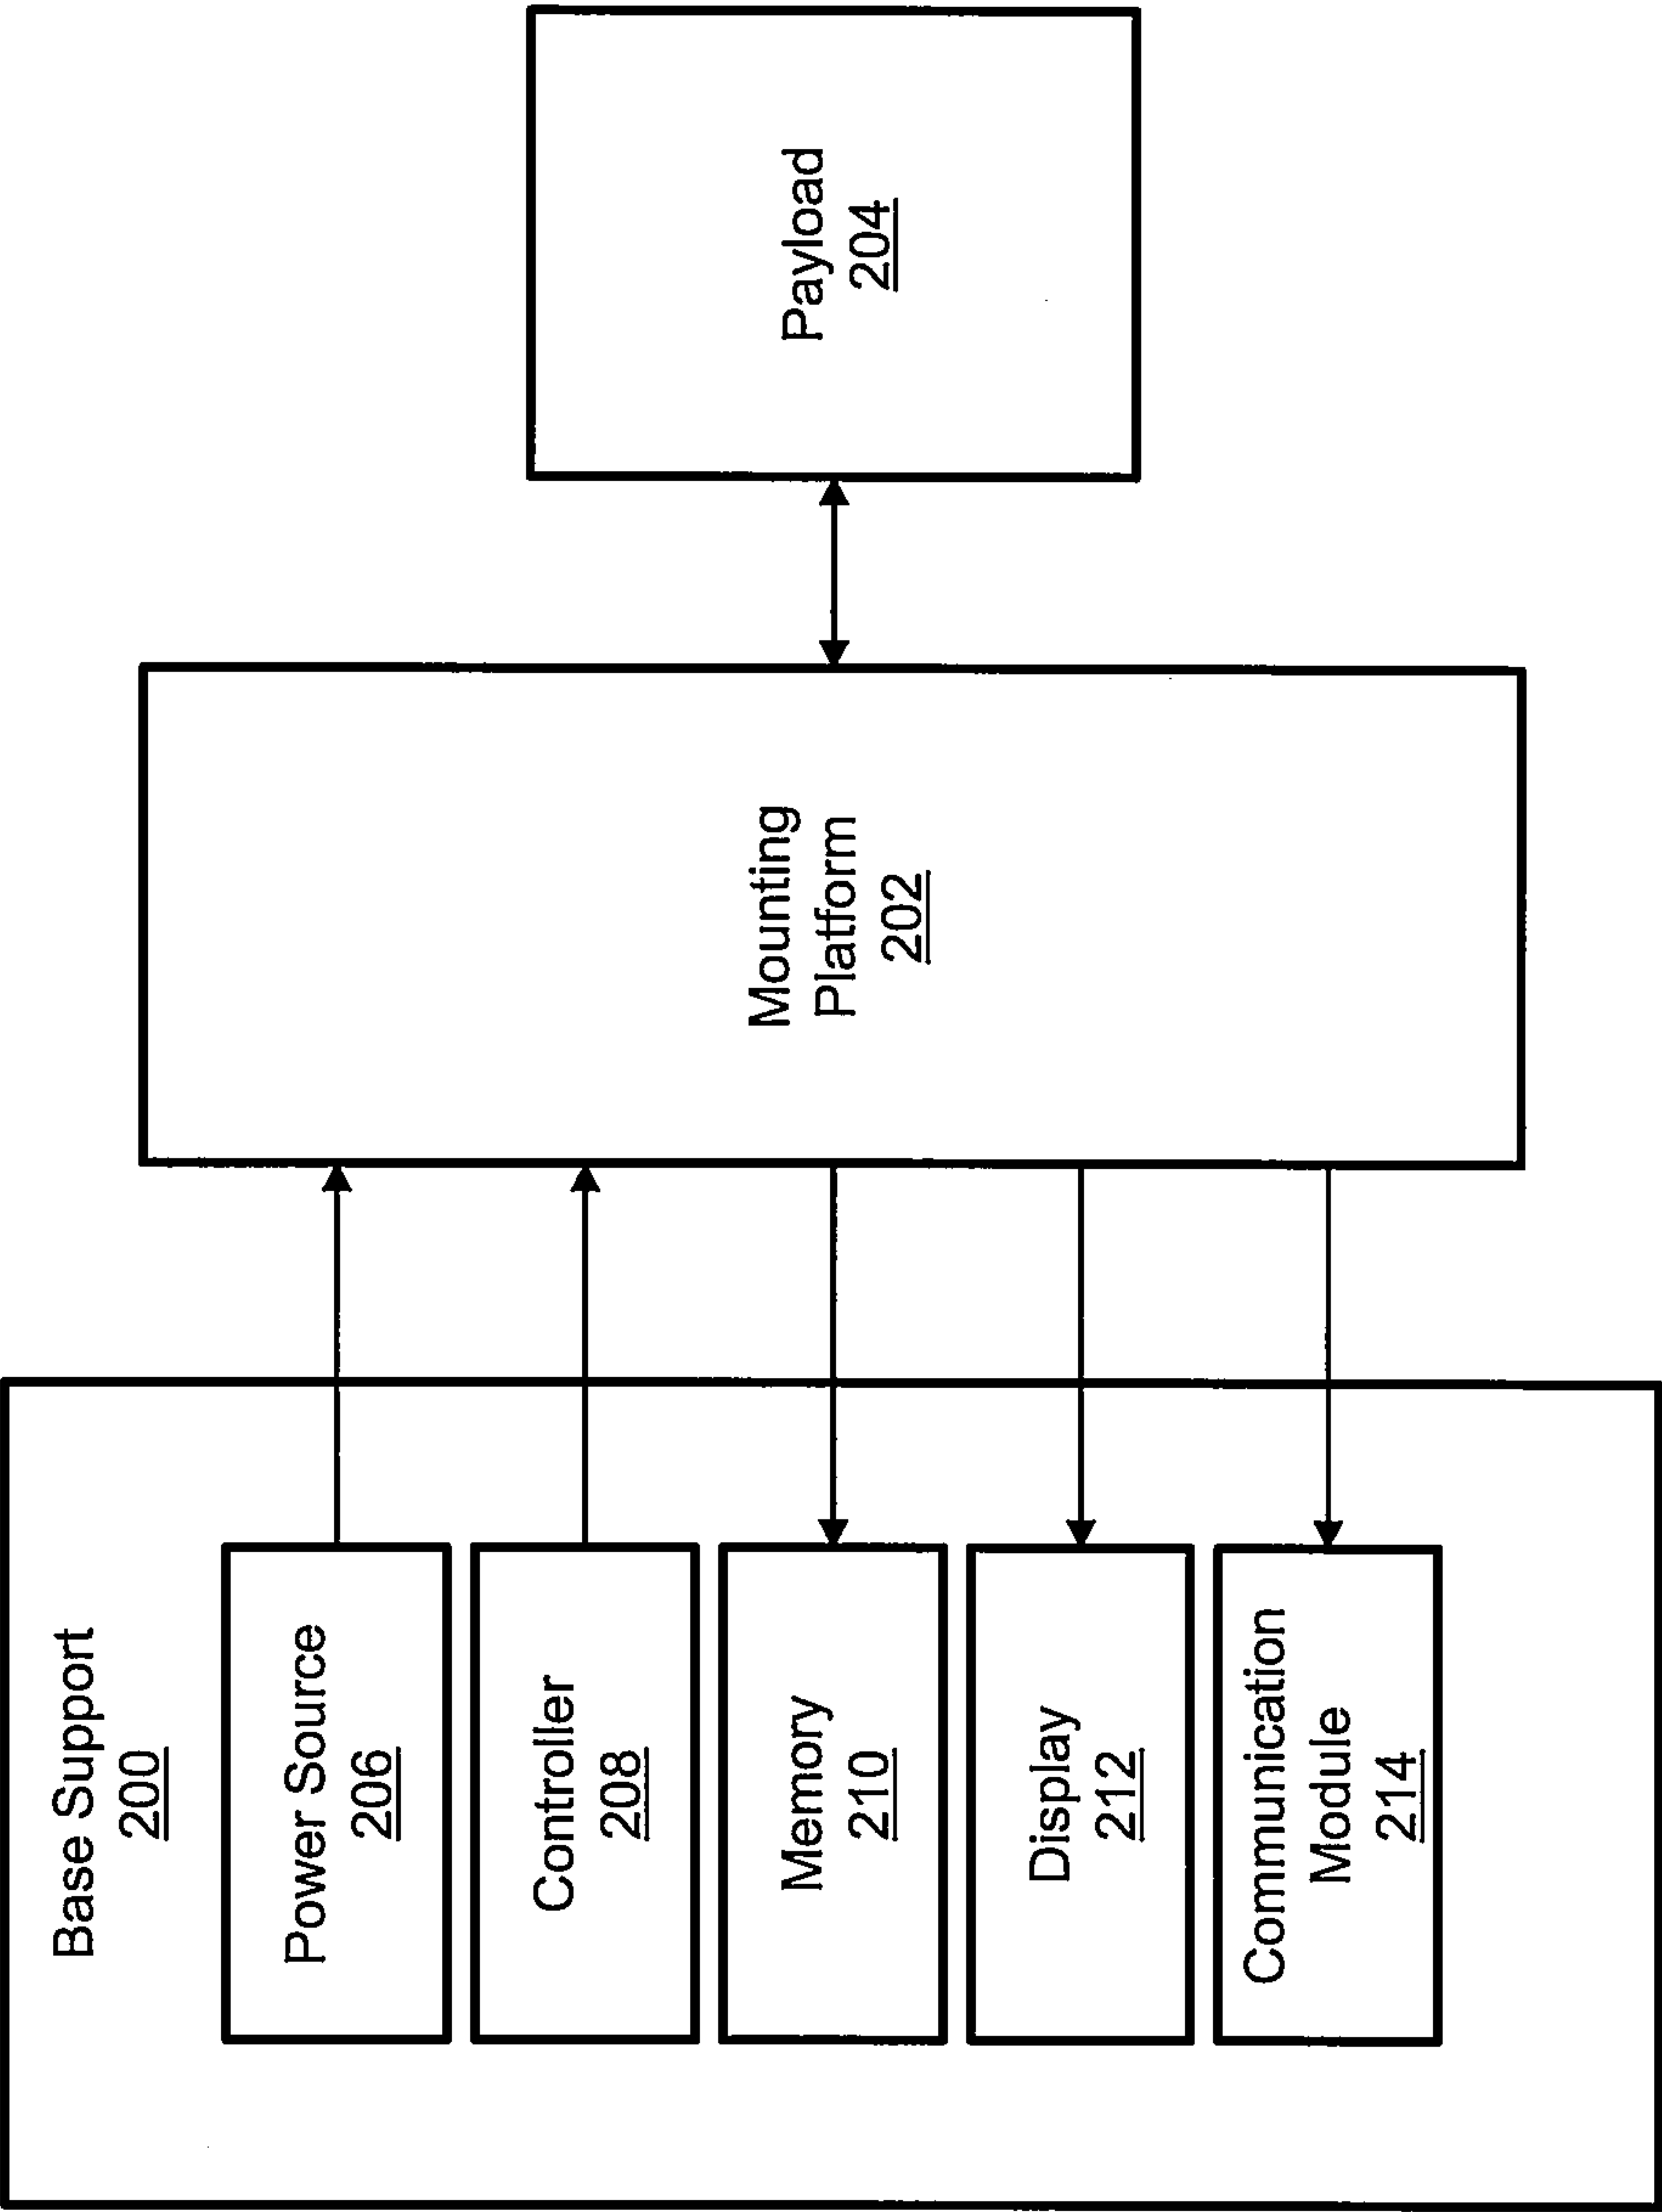 Base Support
200
Power Source
206
Controller
208
Memory
210
Display
212
Communication
Module
214
Mounting
Platform
202
Payload
204